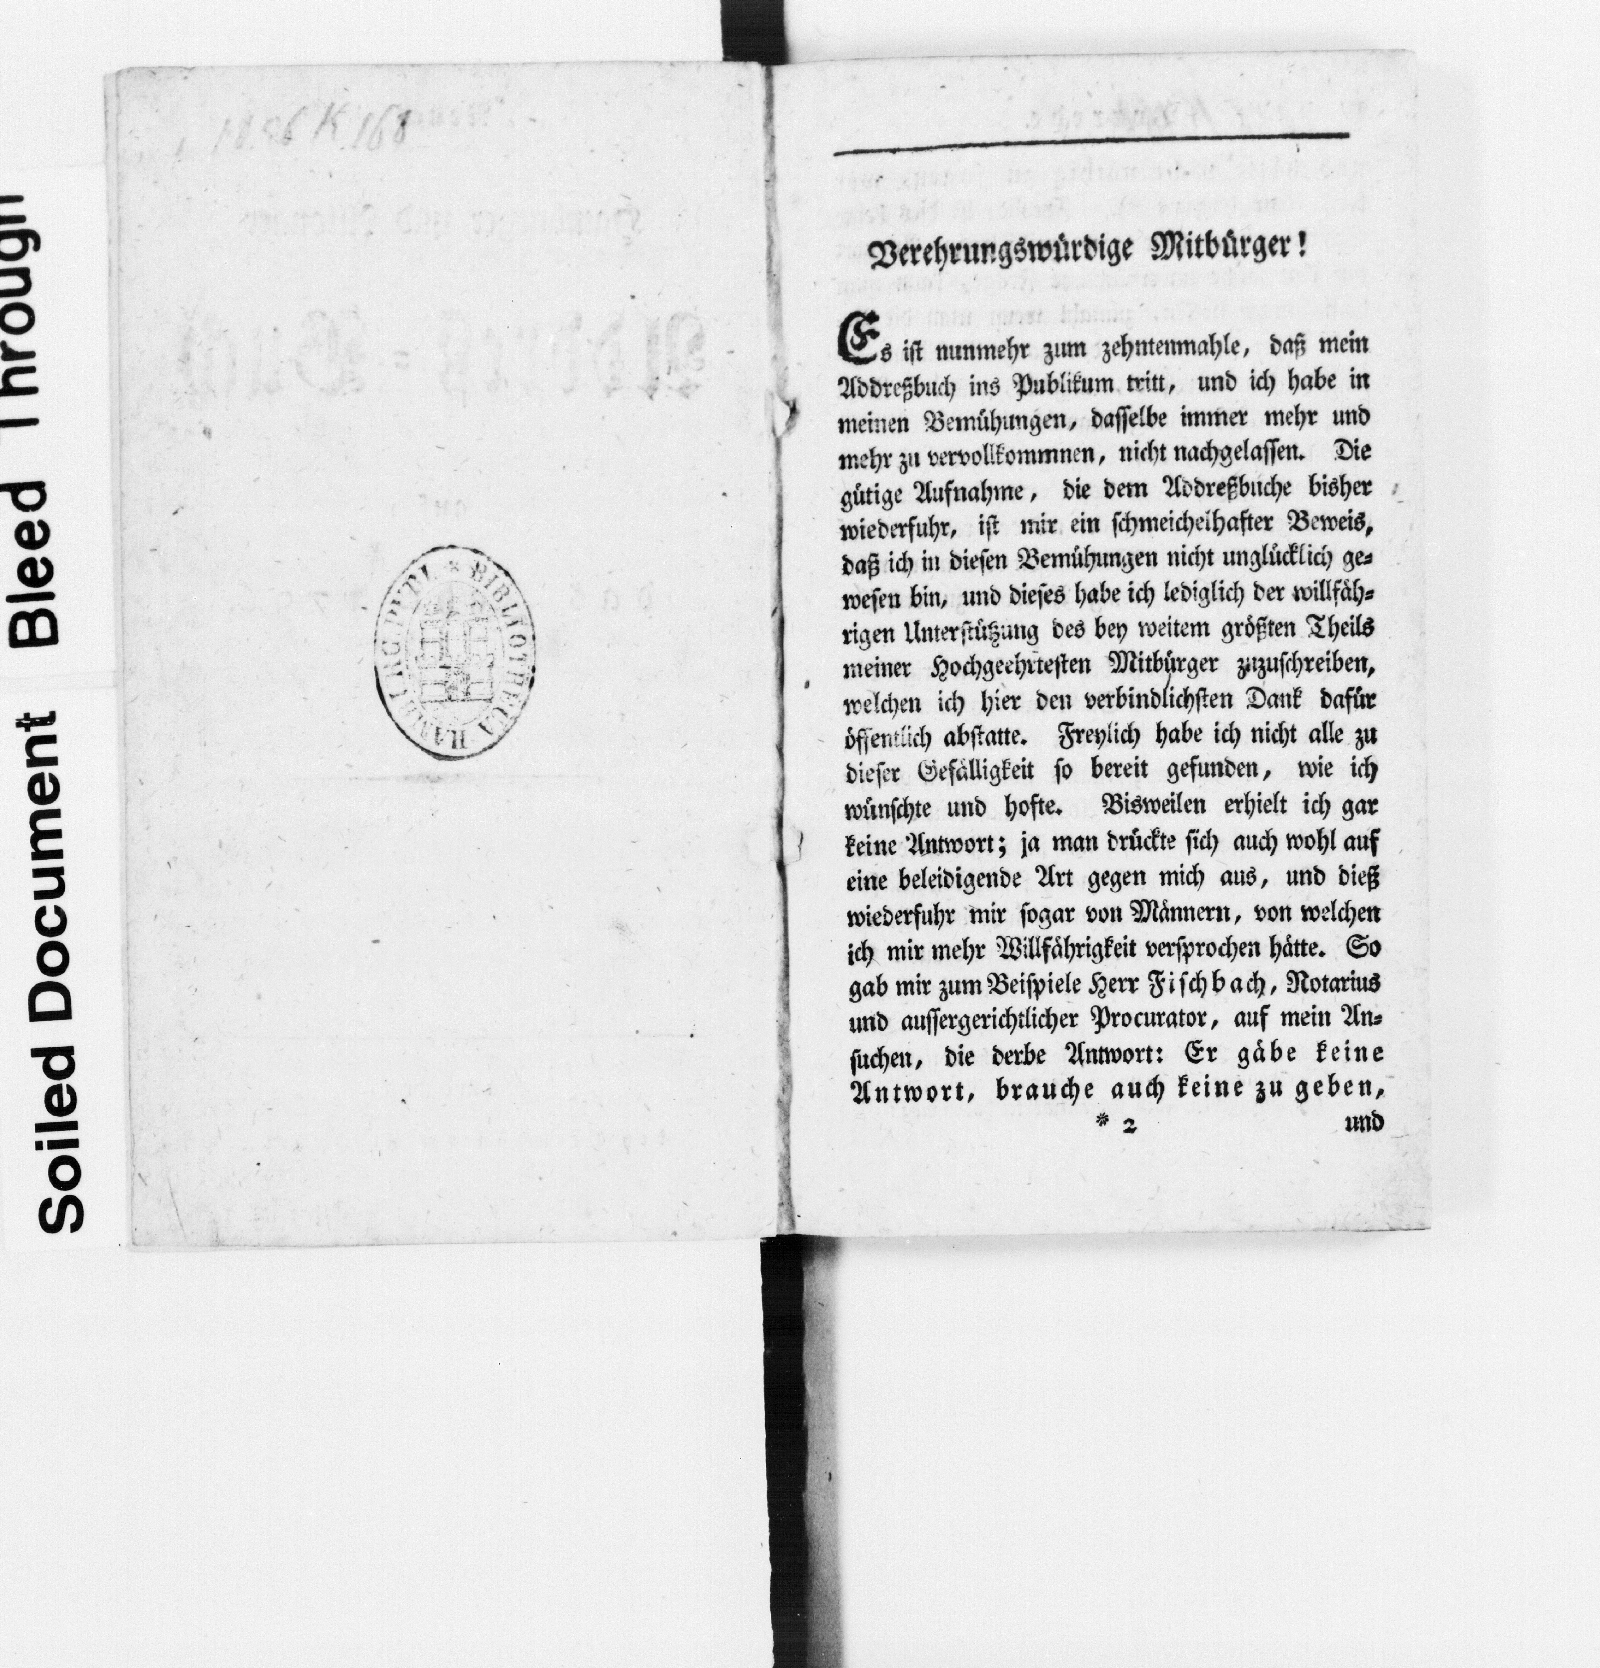 Soiled Document Bleed Through
BIBLIOTHECA HAMBURG PUBL
Verehrungswürdige Mitbürger!
Es ist nunmehr zum zehntenmahle, daß mein
Addreßbuch ins Publikum tritt, und ich habe in
meinen Bemühungen, dasselbe immer mehr und
mehr zu vervollkommnen, nicht nachgelassen. Die
gütige Aufnahme, die dem Addreßbuche bisher
wiederfuhr, ist mir ein schmeichelhafter Beweis,
daß ich in diesen Bemühungen nicht unglücklich ge-
wesen bin, und dieses habe ich lediglich der willfäh-
rigen Unterstützung des bey weitem größten Theils
meiner Hochgeehrtesten Mitbürger zuzuschreiben,
welchen ich hier den verbindlichsten Dank dafür
öffentlich abstatte. Freylich habe ich nicht alle zu
dieser Gefälligkeit so bereit gefunden, wie ich
wünschte und hofte. Bisweilen erhielt ich gar
keine Antwort; ja man drückte sich auch wohl auf
eine beleidigende Art gegen mich aus, und dieß
wiederfuhr mir sogar von Männern, von welchen
ich mir mehr Willfährigkeit versprochen hätte. So
gab mir zum Beispiele Herr Fischbach, Notarius
und aussergerichtlicher Procurator, auf mein An-
suchen, die derbe Antwort: Er gäbe keine
Antwort, brauche auch keine zu geben,
* 2 und